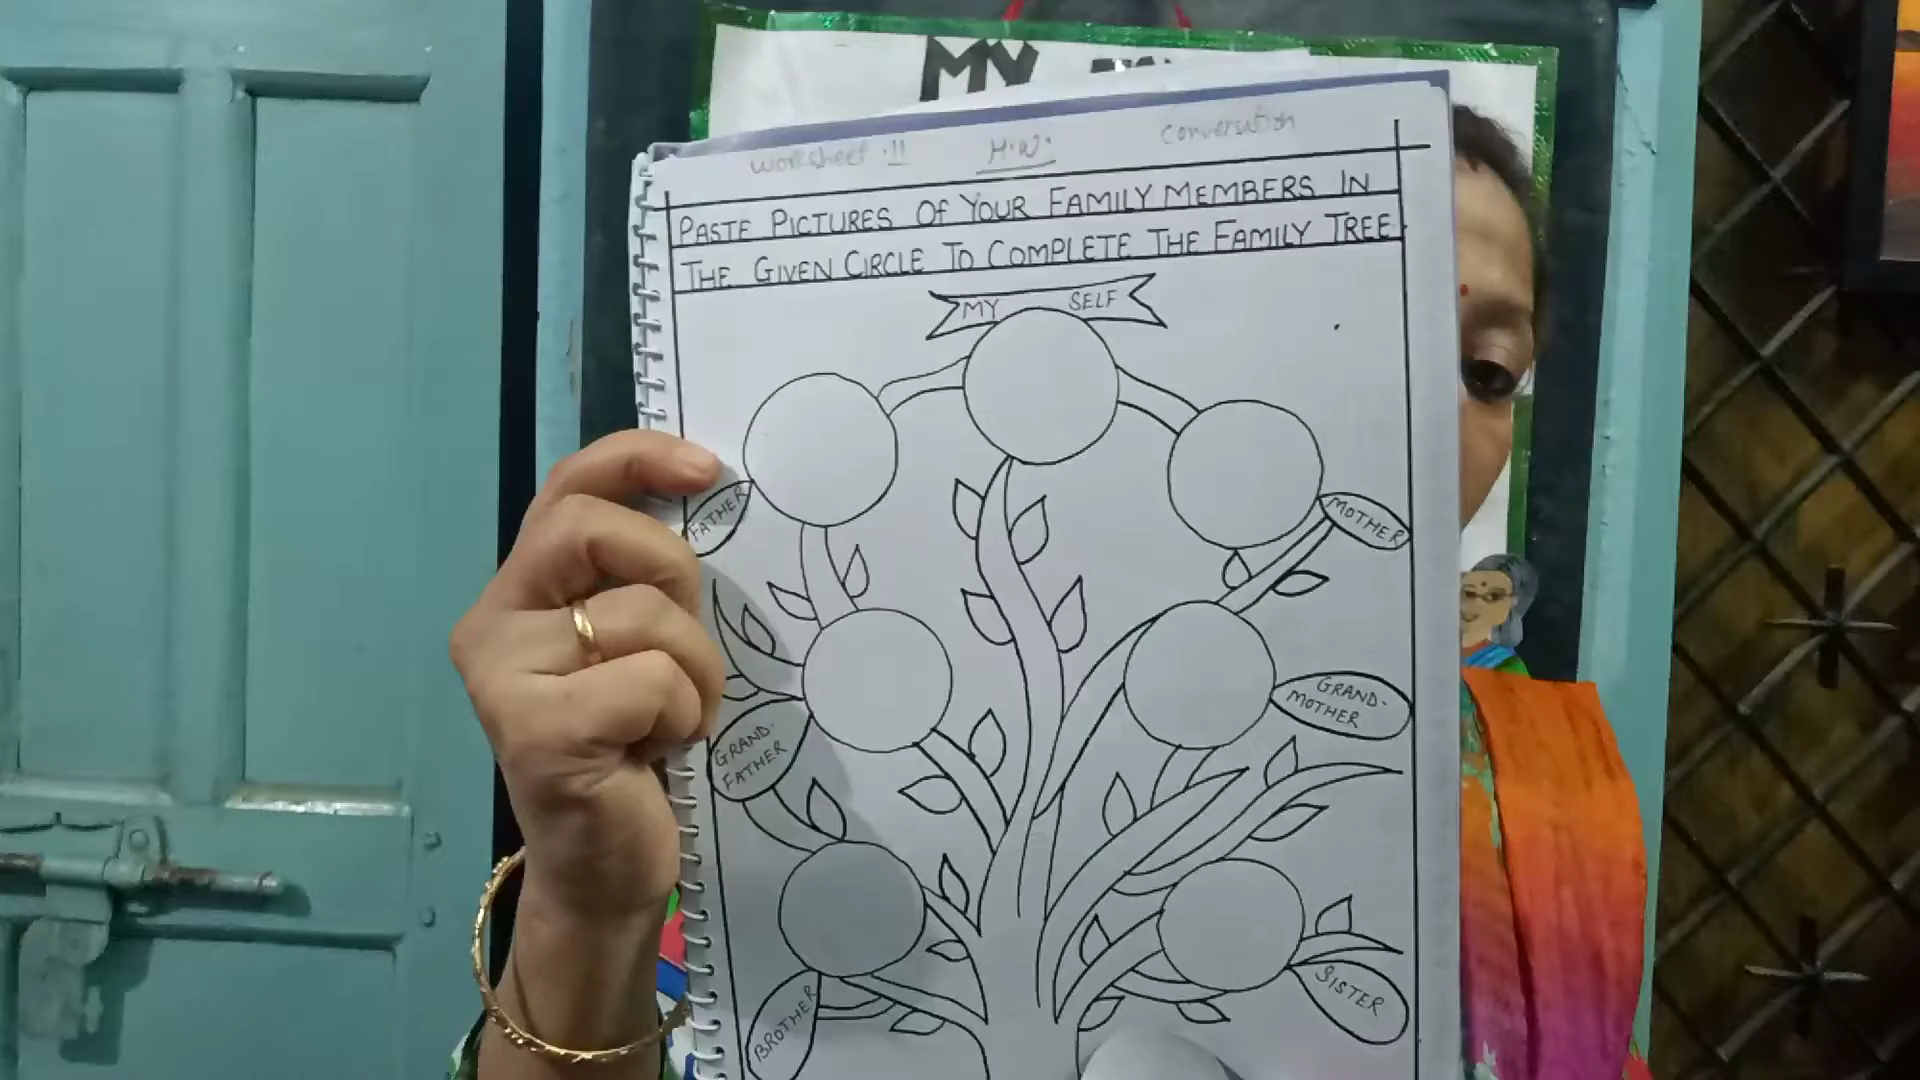 MY
Worksheet 11 H.W. Conversation
PASTE PICTURES OF YOUR FAMILY MEMBERS IN
THE GIVEN CIRCLE TO COMPLETE THE FAMILY TREE
MY SELF
FATHER
MOTHER
GRAND-
FATHER
GRAND-
MOTHER
BROTHER
SISTER